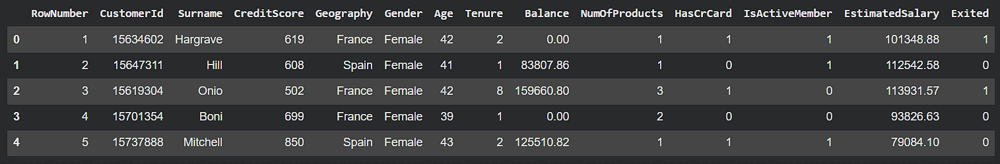 RowNumber CustomerId Surname CreditScore Geography Gender Age Tenure Balance NumOfProducts HasCrCard IsActiveMember EstimatedSalary Exited
0 1 15634602 Hargrave 619 France Female 42 2 0.00 1 1 1 101348.88 1
1 2 15647311 Hill 608 Spain Female 41 1 83807.86 1 0 1 112542.58 0
2 3 15619304 Onio 502 France Female 42 8 159660.80 3 1 0 113931.57 1
3 4 15701354 Boni 699 France Female 39 1 0.00 2 0 0 93826.63 0
4 5 15737888 Mitchell 850 Spain Female 43 2 125510.82 1 1 1 79084.10 0